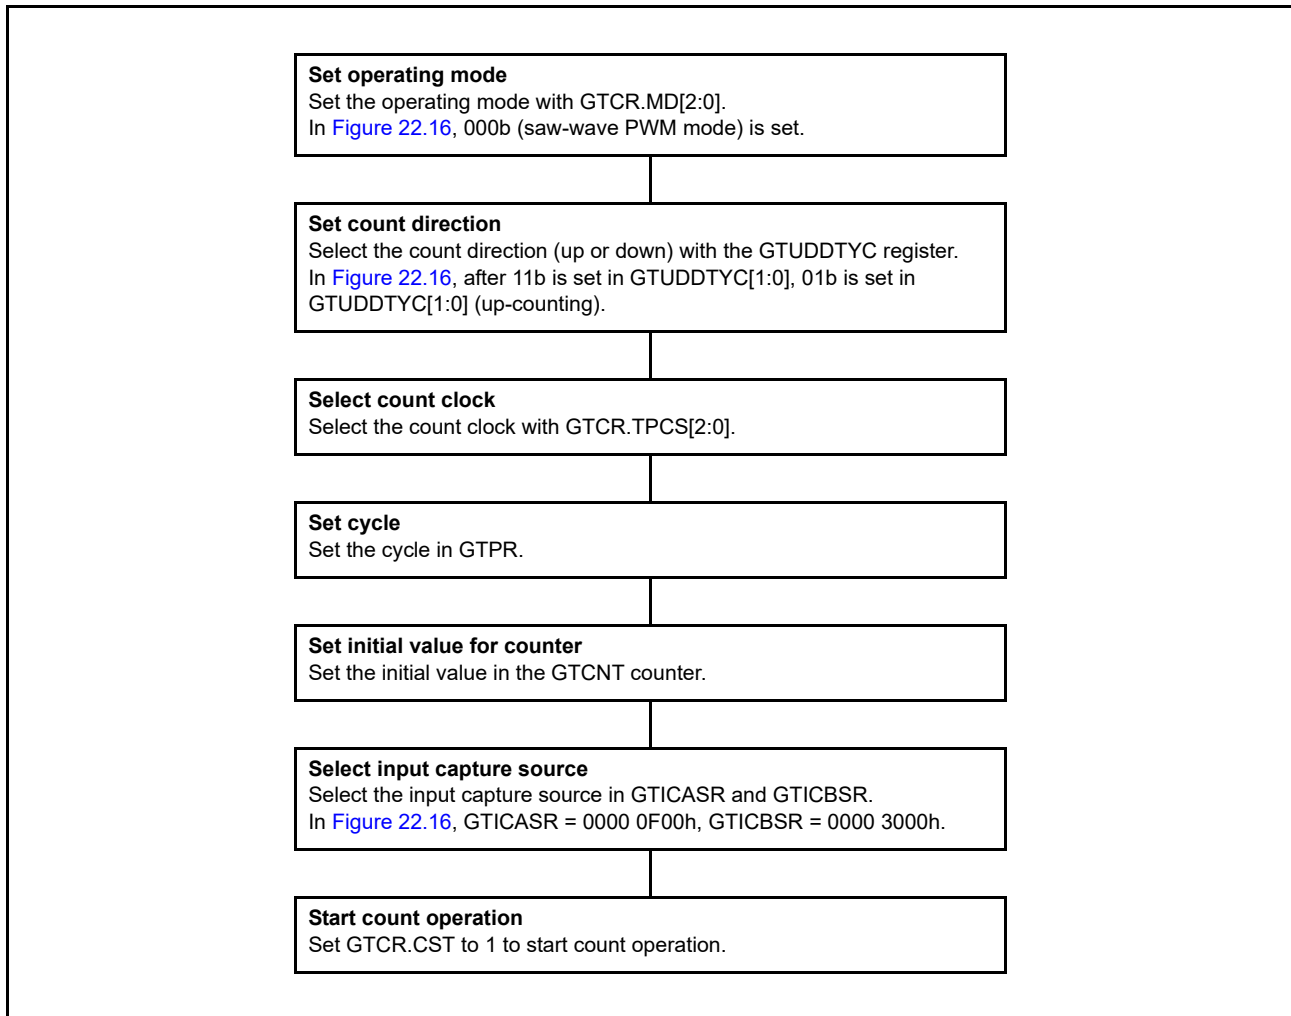 Set operating mode
Set the operating mode with GTCR.MD[2:0].
In Figure 22.16, 000b (saw-wave PWM mode) is set.
Set count direction
Select the count direction (up or down) with the GTUDDTYC register.
In Figure 22.16, after 11b is set in GTUDDTYC[1:0], 01b is set in
GTUDDTYC[1:0] (up-counting).
Select count clock
Select the count clock with GTCR.TPCS[2:0].
Set cycle
Set the cycle in GTPR.
Set initial value for counter
Set the initial value in the GTCNT counter.
Select input capture source
Select the input capture source in GTICASR and GTICBSR.
In Figure 22.16, GTICASR = 0000 0F00h, GTICBSR = 0000 3000h.
Start count operation
Set GTCR.CST to 1 to start count operation.